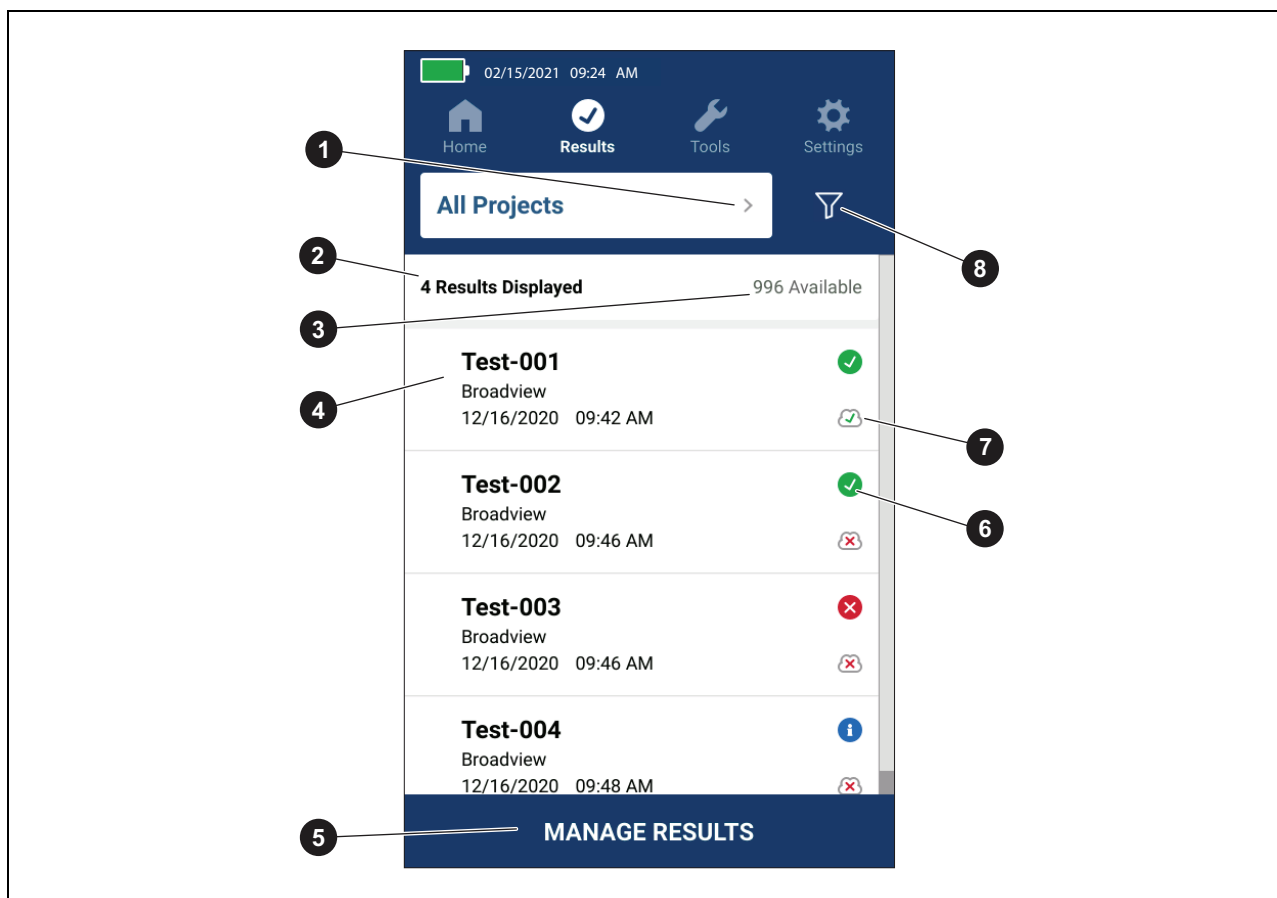 02/15/2021 09:24 AM
Home Results Tools Settings
1
All Projects
8
2
4 Results Displayed 996 Available
3
Test-001
Broadview
12/16/2020 09:42 AM
4
7
Test-002
Broadview
12/16/2020 09:46 AM
6
Test-003
Broadview
12/16/2020 09:46 AM
Test-004
Broadview
12/16/2020 09:48 AM
5
MANAGE RESULTS